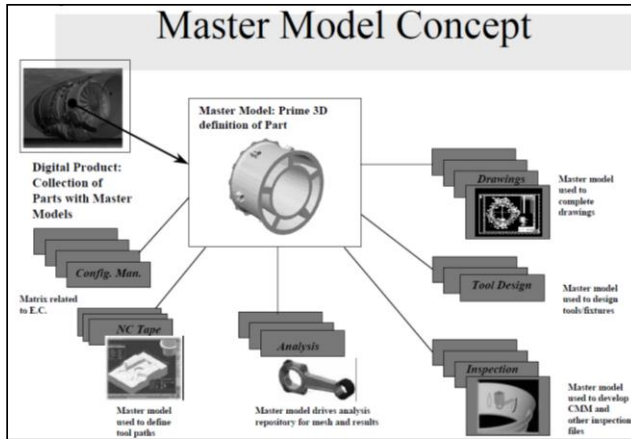 Master Model Concept
Master Model: Prime 3D
definition of Part
Digital Product:
Collection of
Parts with Master
Models
Drawings
Master model
used to
complete
drawings
Config. Man.
Tool Design
Matrix related
to E.C.
Master model
used to design
tools/fixtures
NC Tape
Analysis
Inspection
Master model
used to define
tool paths
Master model drives analysis
repository for mesh and results
Master model
used to develop
CMM and
other inspection
files